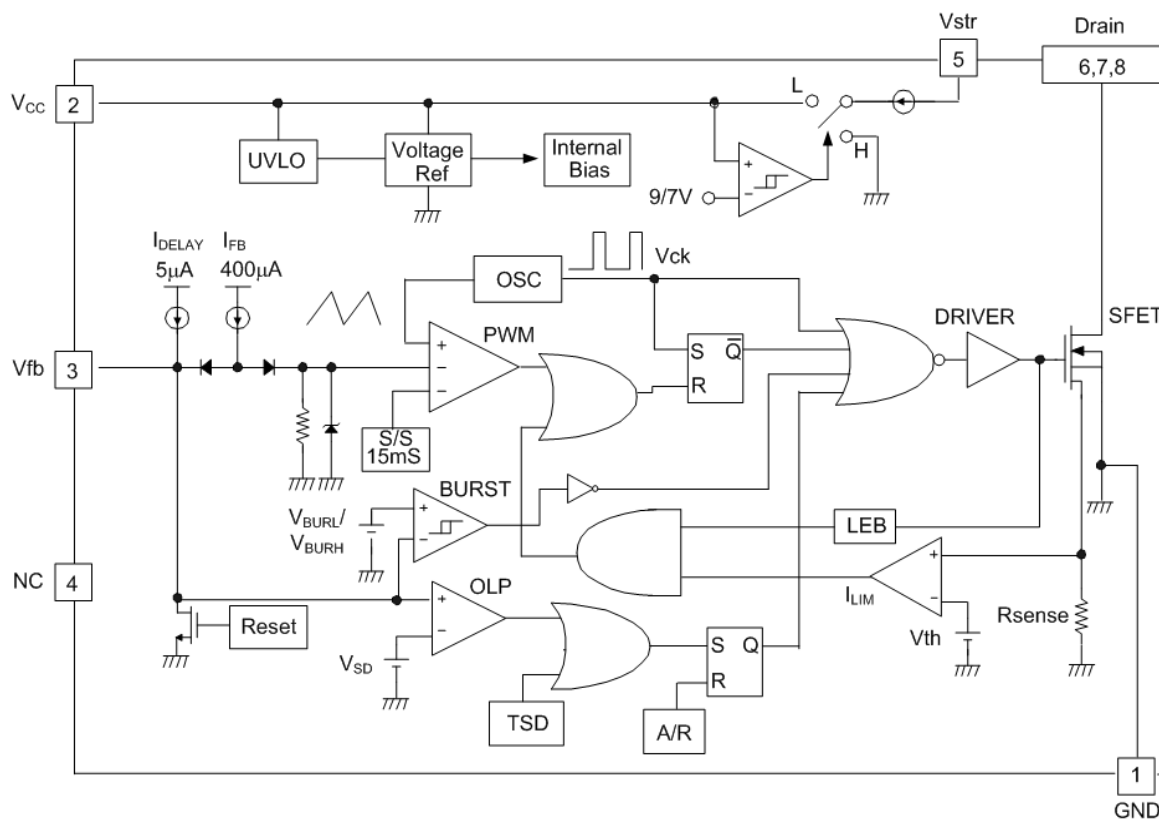 Vstr
Drain
5
6,7,8
VCC
2
L
H
UVLO
Voltage
Ref
Internal
Bias
+
−
9/7V
IDELAY
5μA
IFB
400μA
OSC
Vck
PWM
DRIVER
SFET
Vfb
3
+
−
−
S
Q̅
R
S/S
15mS
BURST
+
−
VBURL/
VBURH
LEB
NC
4
OLP
+
−
ILIM
+
−
Rsense
Reset
Vth
VSD
S
Q
R
TSD
A/R
1
GND